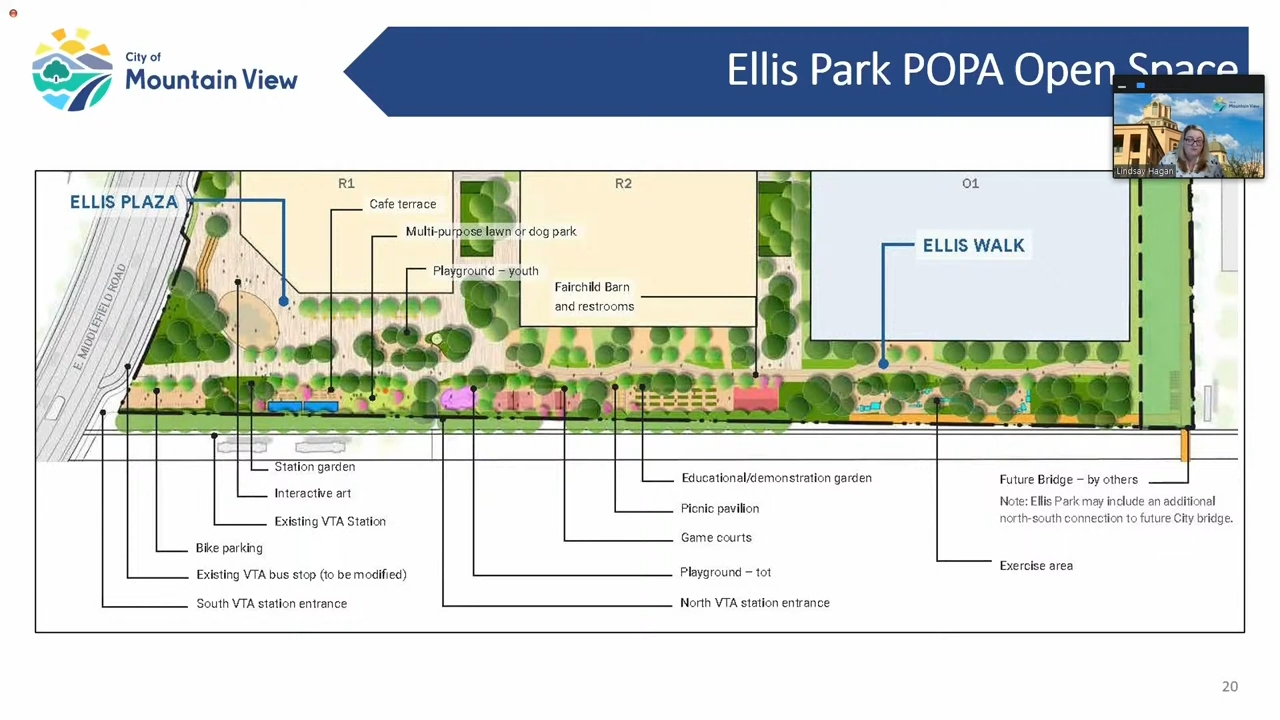 City of
Mountain View
Ellis Park POPA Open Space
Mountain View
Lindsay Hagan
R1
R2
O1
ELLIS PLAZA
Cafe terrace
Multi-purpose lawn or dog park
ELLIS WALK
Playground – youth
Fairchild Barn
and restrooms
E. MIDDLEFIELD ROAD
Station garden
Interactive art
Existing VTA Station
Bike parking
Existing VTA bus stop (to be modified)
South VTA station entrance
Educational/demonstration garden
Picnic pavilion
Game courts
Playground – tot
North VTA station entrance
Future Bridge – by others
Note: Ellis Park may include an additional
north-south connection to future City bridge.
Exercise area
20